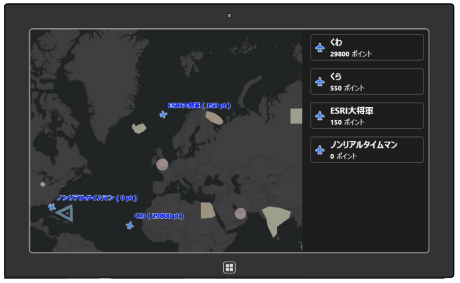 くわ
29800 ポイント
くら
550 ポイント
ESRI大将軍
150 ポイント
ノンリアルタイムマン
0 ポイント
ESRI大将軍 ( 150 pt )
ノンリアルタイムマン ( 0 pt )
くわ ( 29800 pt )